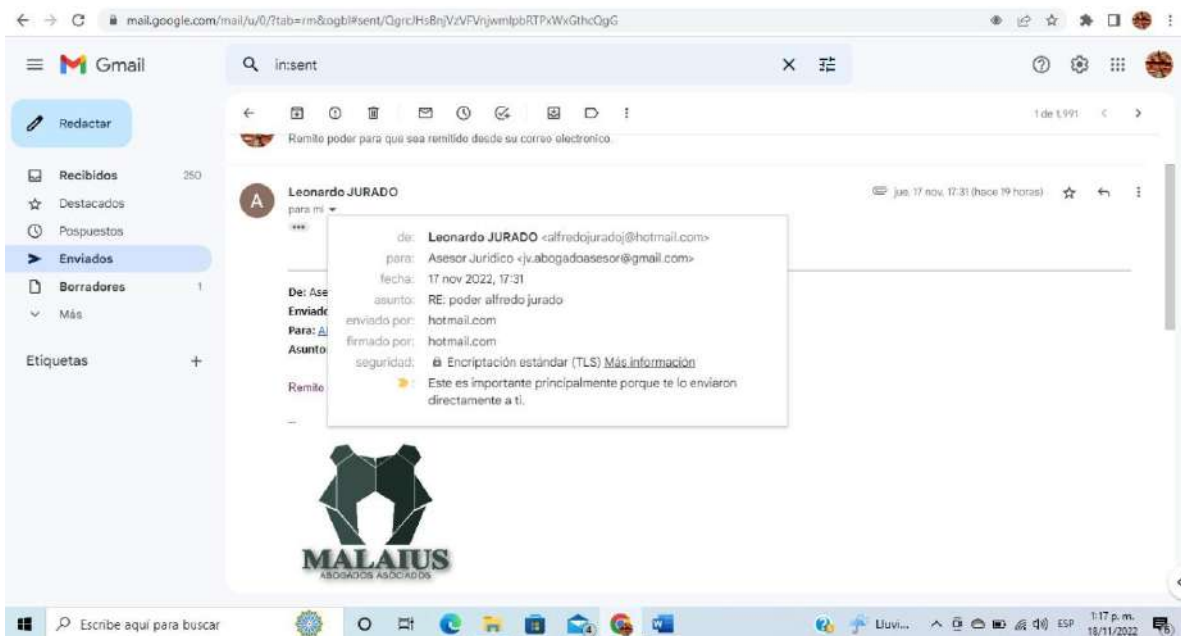 mail.google.com/mail/u/0/?tab=rm&ogbl#sent/
Gmail
in:sent
Redactar
1 de 1,991
Remito poder para que sea remitido desde su correo electronico
Recibidos 250
Destacados
Pospuestos
Enviados
Borradores 1
Más
Etiquetas +
A
Leonardo JURADO
jue, 17 nov, 17:31 (hace 19 horas)
para mí
de: Leonardo JURADO <alfredojuradoj@hotmail.com>
para: Asesor Juridico <jv.abogadoasesor@gmail.com>
fecha: 17 nov 2022, 17:31
asunto: RE: poder alfredo jurado
enviado por: hotmail.com
firmado por: hotmail.com
seguridad: Encriptación estándar (TLS) Más información
Este es importante principalmente porque te lo enviaron
directamente a ti.
De: Ase
Enviado
Para: Al
Asunto
Remito
--
MALAIUS
ABOGADOS ASOCIADOS
Escribe aquí para buscar
Lluvi...
ESP
1:17 p. m.
18/11/2022